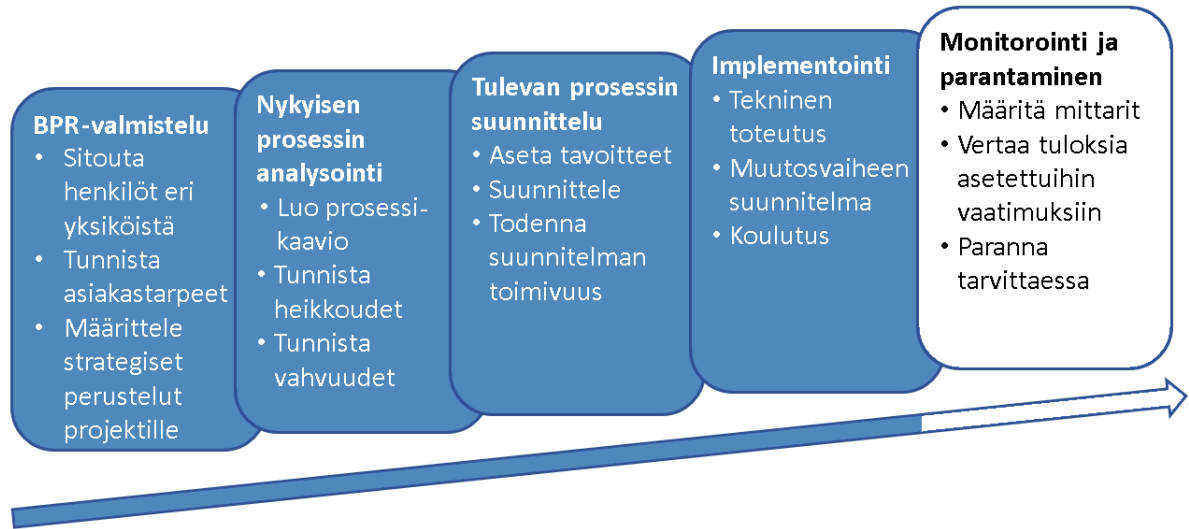 BPR-valmistelu
• Sitouta
henkilöt eri
yksiköistä
• Tunnista
asiakastarpeet
• Määrittele
strategiset
perustelut
projektille
Nykyisen
prosessin
analysointi
• Luo prosessi-
kaavio
• Tunnista
heikkoudet
• Tunnista
vahvuudet
Tulevan prosessin
suunnittelu
• Aseta tavoitteet
• Suunnittele
• Todenna
suunnitelman
toimivuus
Implementointi
• Tekninen
toteutus
• Muutosvaiheen
suunnitelma
• Koulutus
Monitorointi ja
parantaminen
• Määritä mittarit
• Vertaa tuloksia
asetettuihin
vaatimuksiin
• Paranna
tarvittaessa